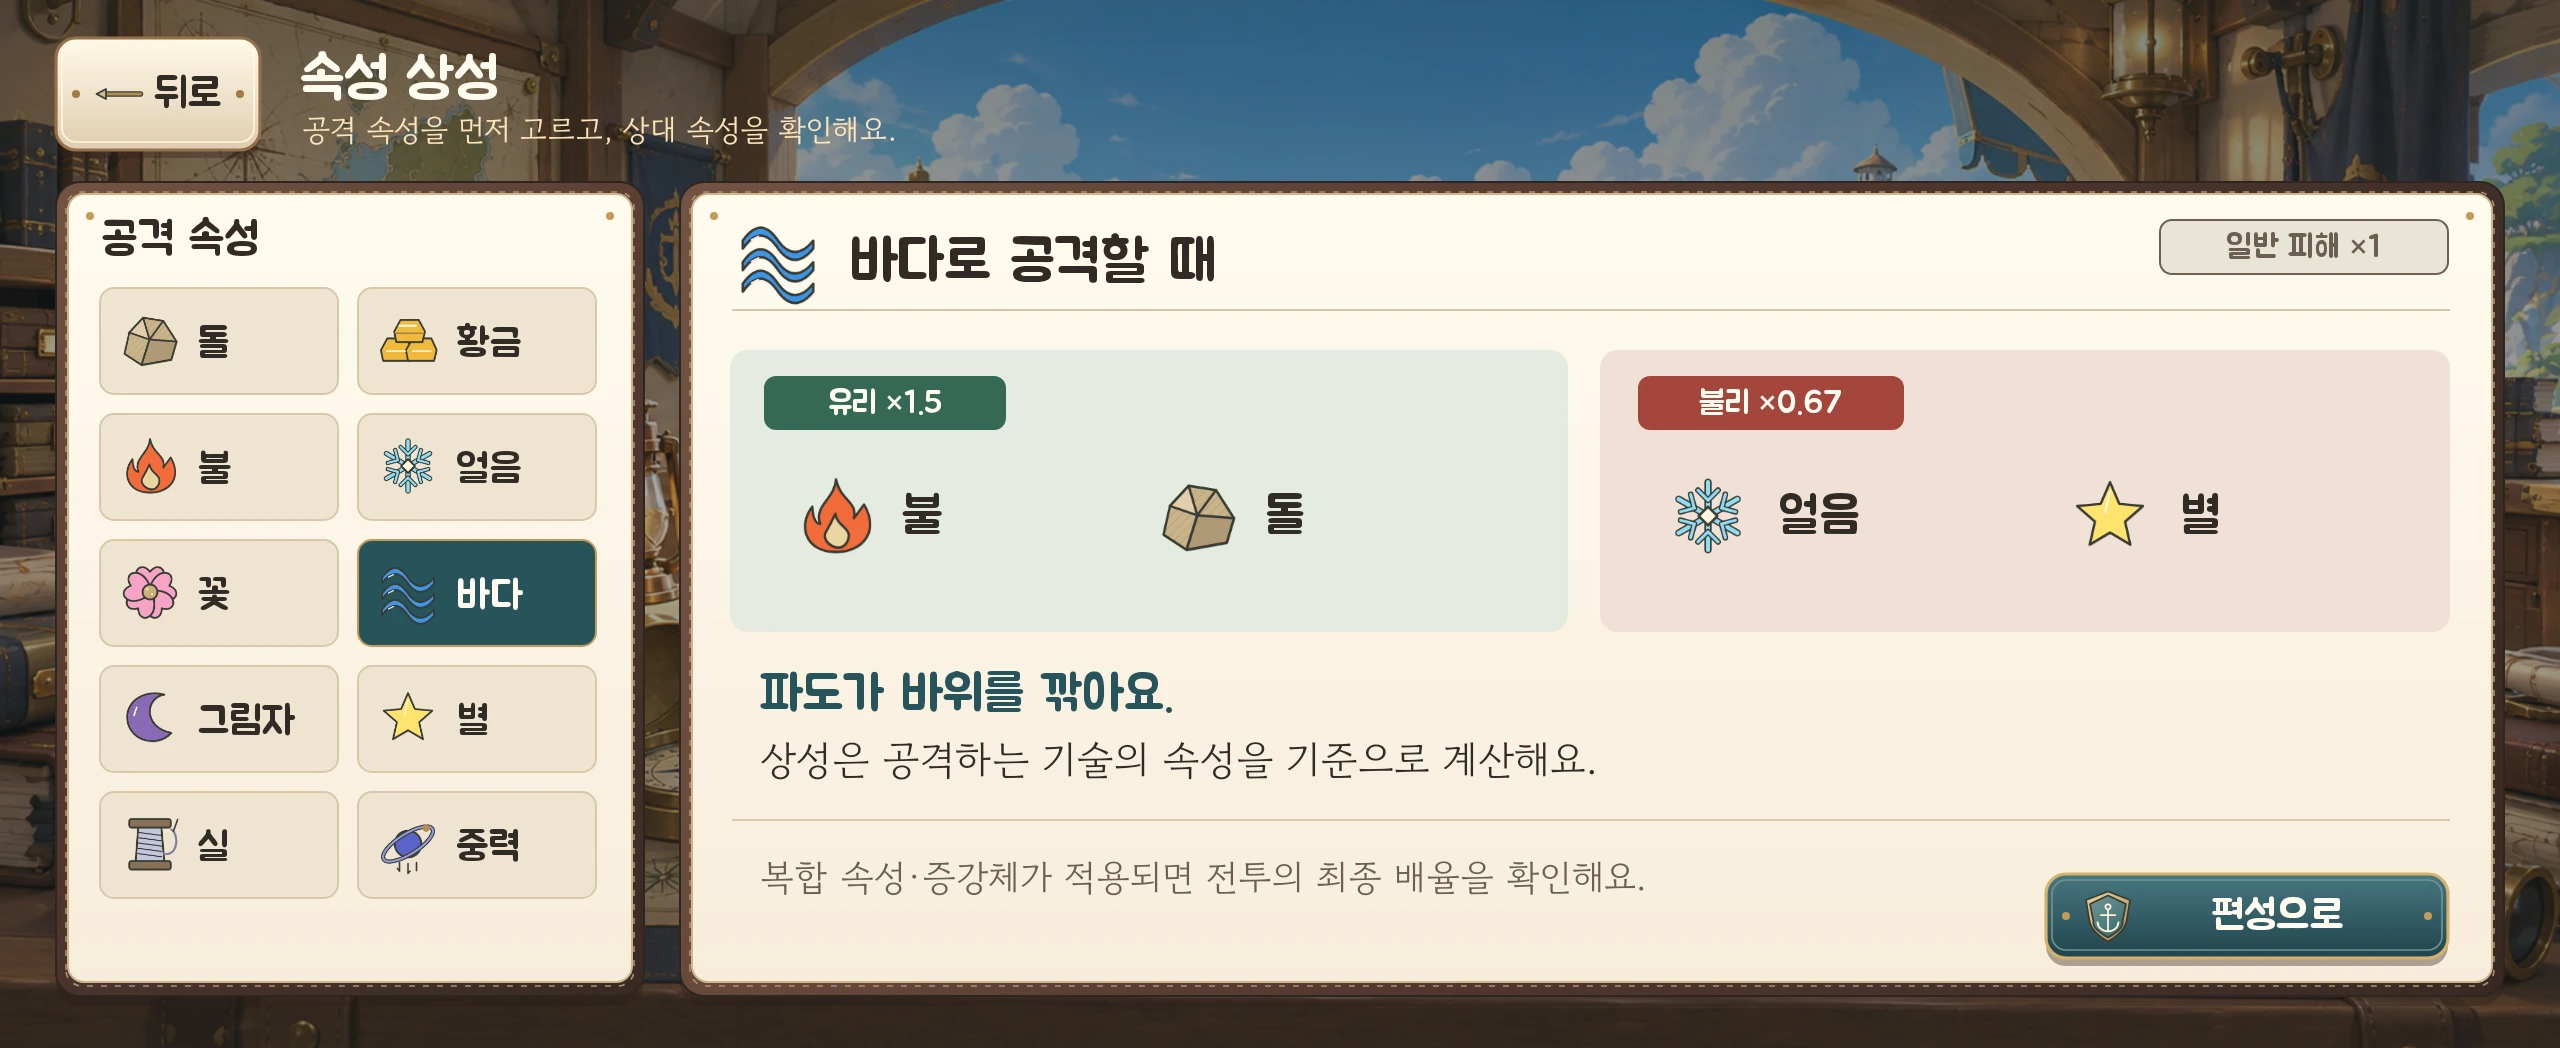 뒤로
속성 상성
공격 속성을 먼저 고르고, 상대 속성을 확인해요.
공격 속성
돌
황금
불
얼음
꽃
바다
그림자
별
실
중력
바다로 공격할 때
일반 피해 ×1
유리 ×1.5
불
돌
불리 ×0.67
얼음
별
파도가 바위를 깎아요.
상성은 공격하는 기술의 속성을 기준으로 계산해요.
복합 속성·증강체가 적용되면 전투의 최종 배율을 확인해요.
편성으로